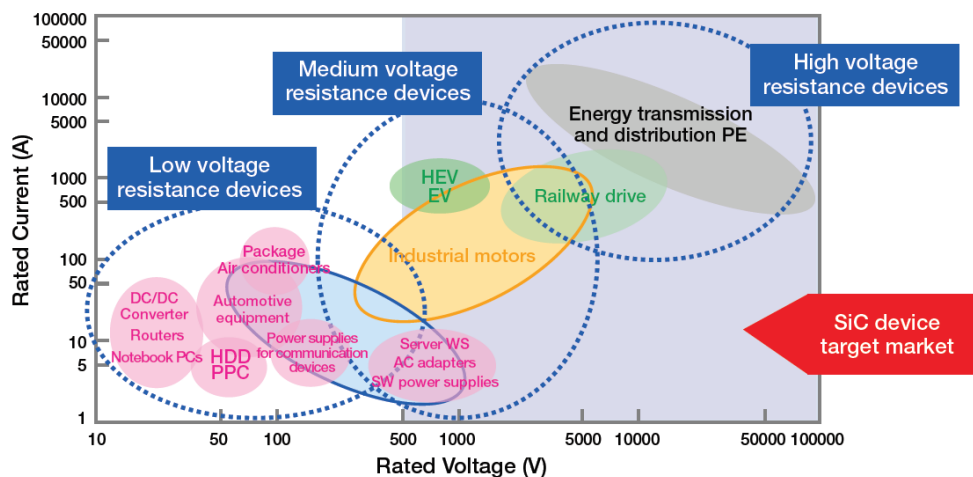 100000
50000
10000
5000
1000
500
100
50
10
5
1
Rated Current (A)
10
50
100
500
1000
5000
10000
50000
100000
Rated Voltage (V)
Low voltage
resistance devices
Medium voltage
resistance devices
High voltage
resistance devices
Energy transmission
and distribution PE
HEV
EV
Railway drive
Industrial motors
Package
Air conditioners
DC/DC
Converter
Routers
Notebook PCs
Automotive
equipment
HDD
PPC
Power supplies
for communication
devices
Server WS
AC adapters
SW power supplies
SiC device
target market